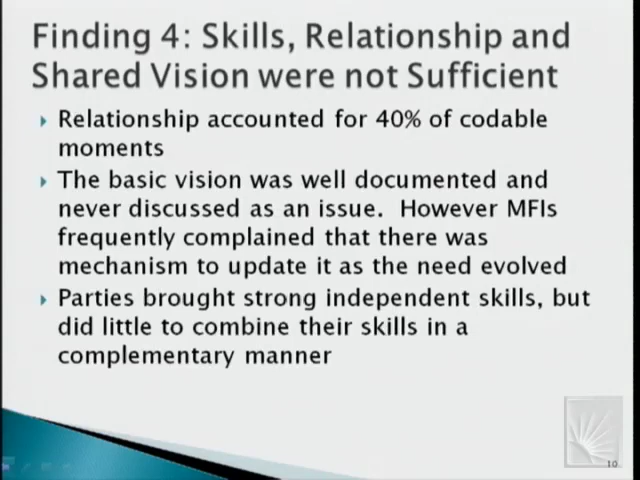 Finding 4: Skills, Relationship and
Shared Vision were not Sufficient
Relationship accounted for 40% of codable
moments
The basic vision was well documented and
never discussed as an issue. However MFIs
frequently complained that there was
mechanism to update it as the need evolved
Parties brought strong independent skills, but
did little to combine their skills in a
complementary manner
10